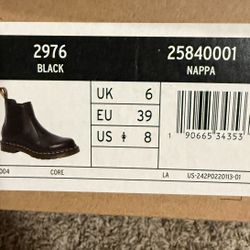 2976
BLACK
25840001
NAPPA
UK 6
EU 39
US 8
1 90665 34353
004 CORE LA US-242P0220113-01